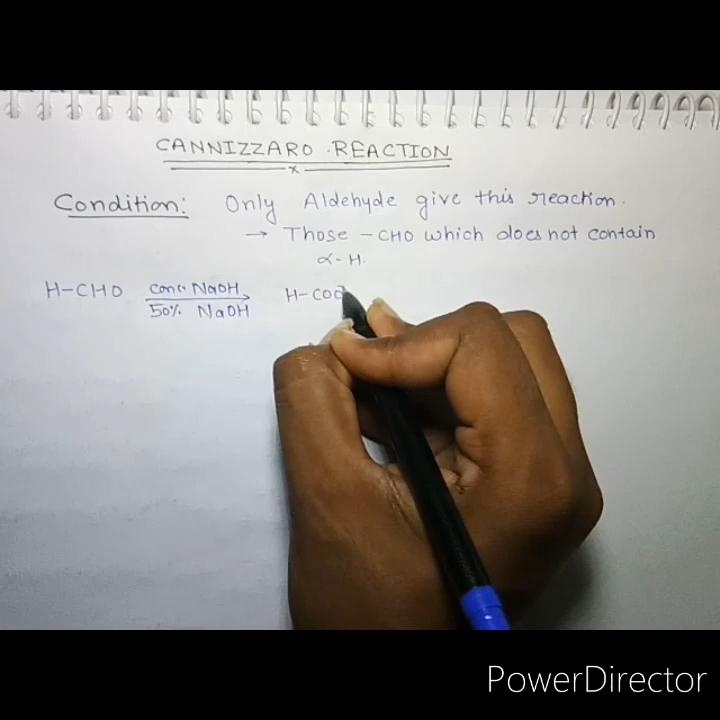 CANNIZZARO REACTION
x
Condition: Only Aldehyde give this reaction.
→ Those -CHO which does not contain
α-H.
H-CHO conc. NaOH H-COO
50% NaOH
PowerDirector